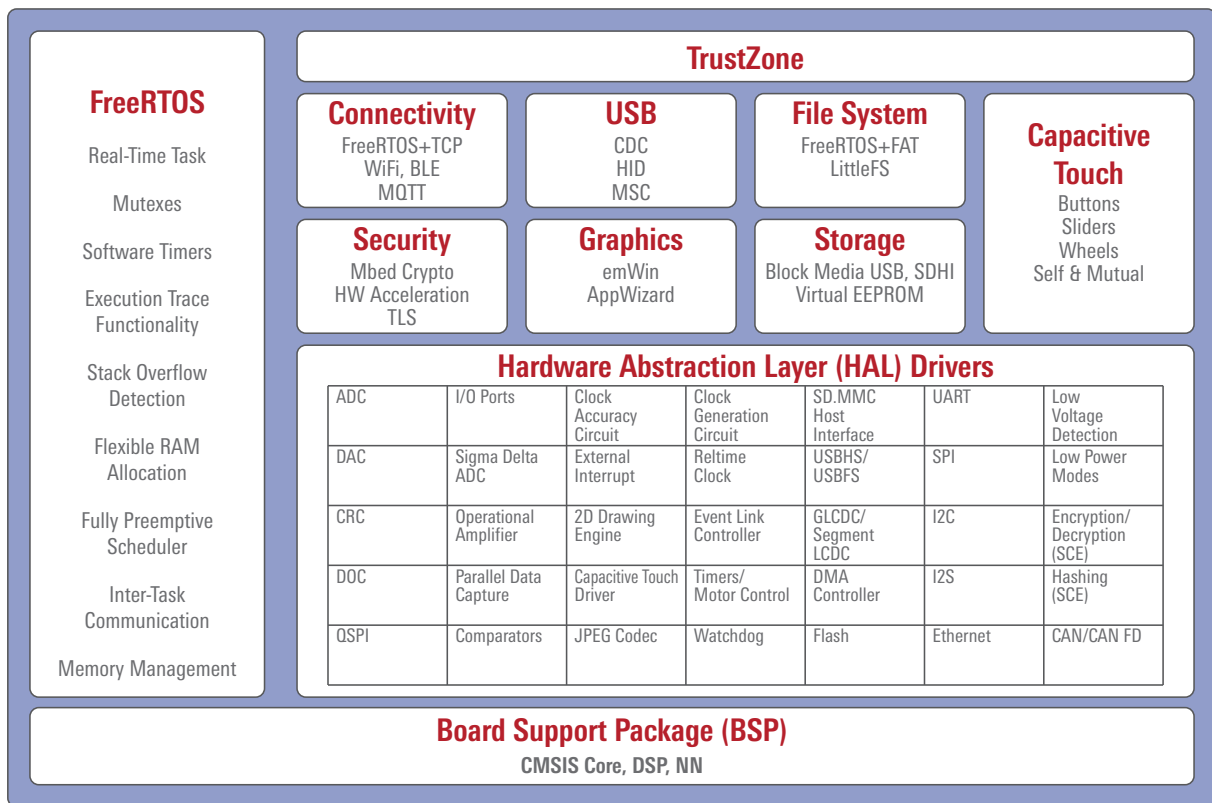 FreeRTOS
Real-Time Task
Mutexes
Software Timers
Execution Trace
Functionality
Stack Overflow
Detection
Flexible RAM
Allocation
Fully Preemptive
Scheduler
Inter-Task
Communication
Memory Management
TrustZone
Connectivity
FreeRTOS+TCP
WiFi, BLE
MQTT
USB
CDC
HID
MSC
File System
FreeRTOS+FAT
LittleFS
Capacitive
Touch
Buttons
Sliders
Wheels
Self & Mutual
Security
Mbed Crypto
HW Acceleration
TLS
Graphics
emWin
AppWizard
Storage
Block Media USB, SDHI
Virtual EEPROM
Hardware Abstraction Layer (HAL) Drivers
ADC
I/O Ports
Clock
Accuracy
Circuit
Clock
Generation
Circuit
SD.MMC
Host
Interface
UART
Low
Voltage
Detection
DAC
Sigma Delta
ADC
External
Interrupt
Reltime
Clock
USBHS/
USBFS
SPI
Low Power
Modes
CRC
Operational
Amplifier
2D Drawing
Engine
Event Link
Controller
GLCDC/
Segment
LCDC
I2C
Encryption/
Decryption
(SCE)
DOC
Parallel Data
Capture
Capacitive Touch
Driver
Timers/
Motor Control
DMA
Controller
I2S
Hashing
(SCE)
QSPI
Comparators
JPEG Codec
Watchdog
Flash
Ethernet
CAN/CAN FD
Board Support Package (BSP)
CMSIS Core, DSP, NN